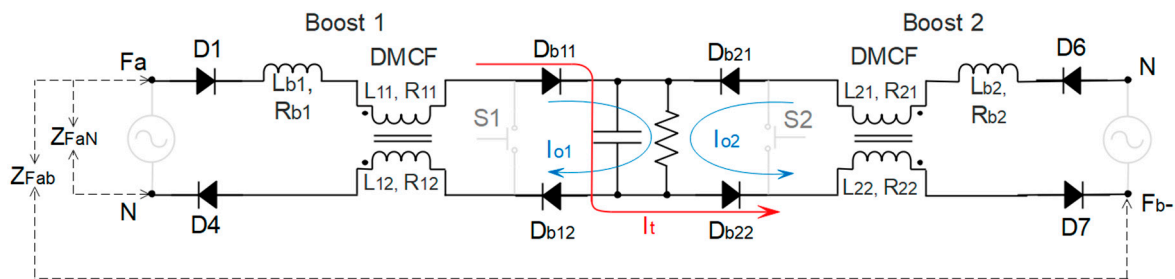 Boost 1
Boost 2
Fa
D1
DMCF
Db11
Db21
DMCF
D6
N
Lb1,
Rb1
L11, R11
L21, R21
Lb2,
Rb2
S1
S2
ZFaN
ZFab
Io1
Io2
L12, R12
L22, R22
N
D4
Db12
It
Db22
D7
Fb-